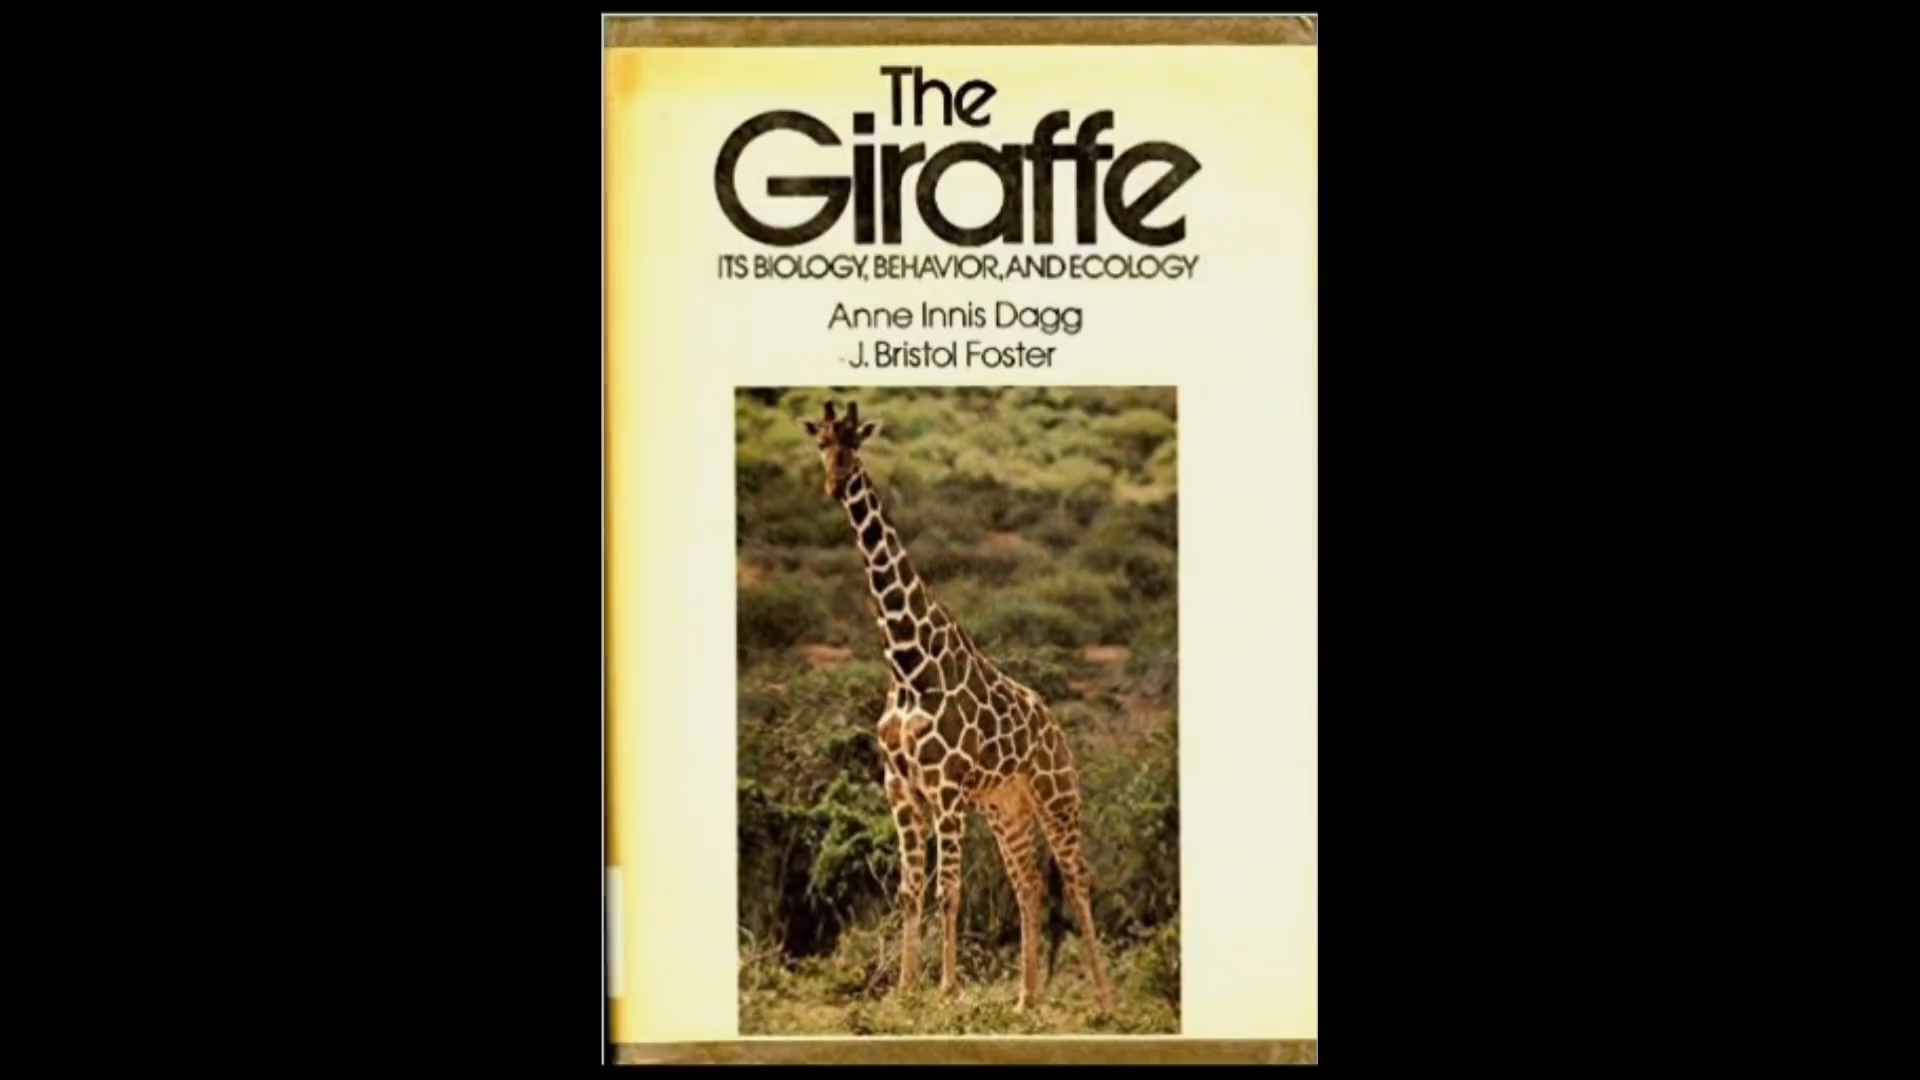 The
Giraffe
ITS BIOLOGY, BEHAVIOR, AND ECOLOGY
Anne Innis Dagg
J. Bristol Foster